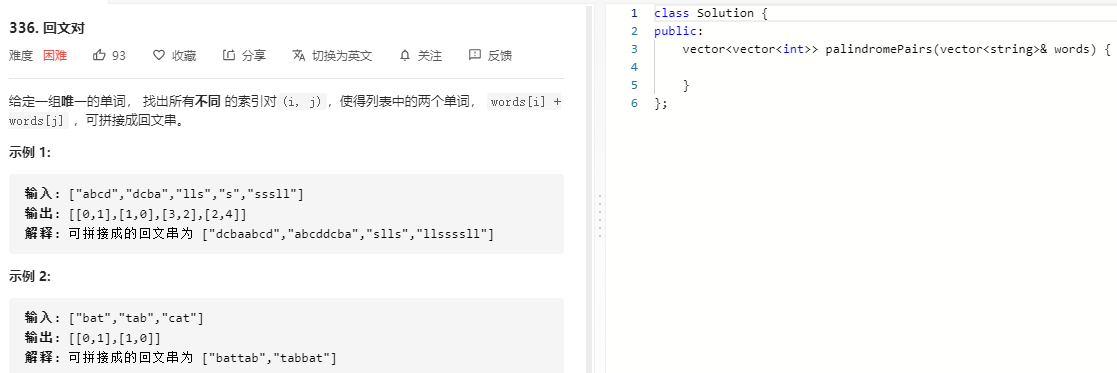 336. 回文对
难度 困难 93 收藏 分享 切换为英文 关注 反馈
给定一组唯一的单词， 找出所有不同 的索引对 (i, j)，使得列表中的两个单词， words[i] +
words[j] ，可拼接成回文串。
示例 1:
输入: ["abcd","dcba","lls","s","sssll"]
输出: [[0,1],[1,0],[3,2],[2,4]]
解释: 可拼接成的回文串为 ["dcbaabcd","abcddcba","slls","llssssll"]
示例 2:
输入: ["bat","tab","cat"]
输出: [[0,1],[1,0]]
解释: 可拼接成的回文串为 ["battab","tabbat"]
1 class Solution {
2 public:
3     vector<vector<int>> palindromePairs(vector<string>& words) {
4
5     }
6 };